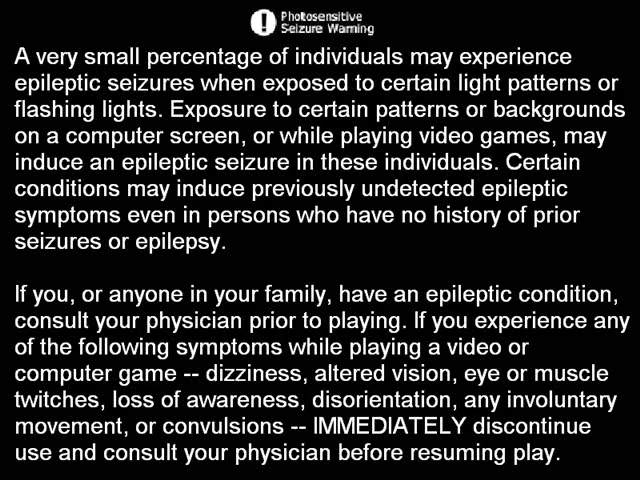 Photosensitive
Seizure Warning
A very small percentage of individuals may experience
epileptic seizures when exposed to certain light patterns or
flashing lights. Exposure to certain patterns or backgrounds
on a computer screen, or while playing video games, may
induce an epileptic seizure in these individuals. Certain
conditions may induce previously undetected epileptic
symptoms even in persons who have no history of prior
seizures or epilepsy.
If you, or anyone in your family, have an epileptic condition,
consult your physician prior to playing. If you experience any
of the following symptoms while playing a video or
computer game -- dizziness, altered vision, eye or muscle
twitches, loss of awareness, disorientation, any involuntary
movement, or convulsions -- IMMEDIATELY discontinue
use and consult your physician before resuming play.